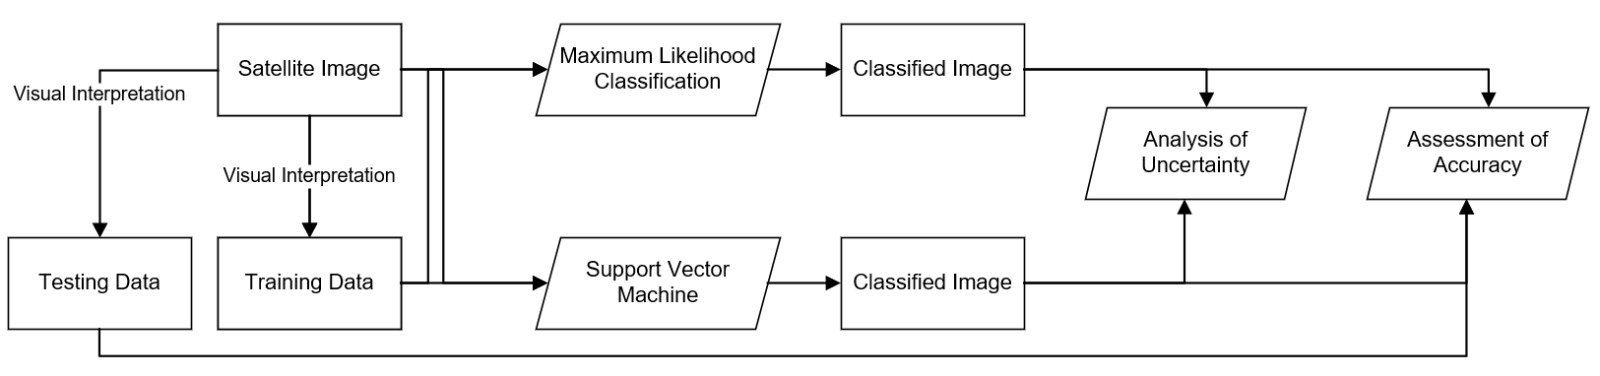 Satellite Image
Maximum Likelihood
Classification
Classified Image
Visual Interpretation
Analysis of
Uncertainty
Assessment of
Accuracy
Visual Interpretation
Testing Data
Training Data
Support Vector
Machine
Classified Image